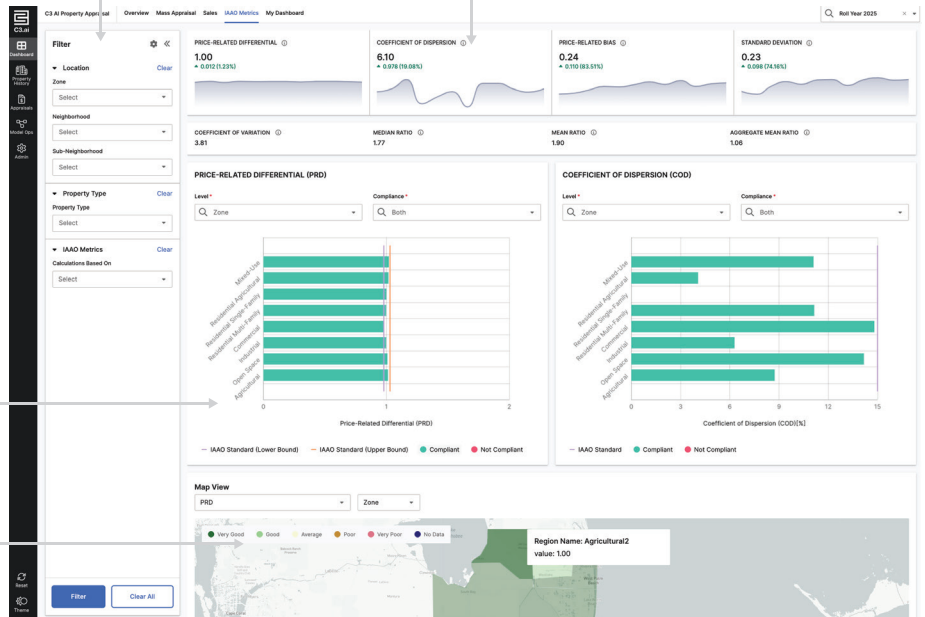 C3.ai
C3 AI Property Appraisal
Overview
Mass Appraisal
Sales
IAAO Metrics
My Dashboard
Roll Year 2025
Dashboard
Property History
Appraisals
Model Ops
Admin
Reset
Theme
Filter
Location
Clear
Zone
Select
Neighborhood
Select
Sub-Neighborhood
Select
Property Type
Clear
Property Type
Select
IAAO Metrics
Clear
Calculations Based On
Select
Filter
Clear All
PRICE-RELATED DIFFERENTIAL
1.00
0.012 (1.23%)
COEFFICIENT OF DISPERSION
6.10
0.978 (19.08%)
PRICE-RELATED BIAS
0.24
0.110 (83.51%)
STANDARD DEVIATION
0.23
0.098 (74.16%)
COEFFICIENT OF VARIATION
3.81
MEDIAN RATIO
1.77
MEAN RATIO
1.90
AGGREGATE MEAN RATIO
1.06
PRICE-RELATED DIFFERENTIAL (PRD)
Level *
Zone
Compliance *
Both
Mixed-Use
Residential Agricultural
Residential Single-Family
Residential Multi-Family
Commercial
Industrial
Open Space
Agricultural
0 1 2
Price-Related Differential (PRD)
IAAO Standard (Lower Bound)
IAAO Standard (Upper Bound)
Compliant
Not Compliant
COEFFICIENT OF DISPERSION (COD)
Level *
Zone
Compliance *
Both
Mixed-Use
Residential Agricultural
Residential Single-Family
Residential Multi-Family
Commercial
Industrial
Open Space
Agricultural
0 3 6 9 12 15
Coefficient of Dispersion (COD)[%]
IAAO Standard
Compliant
Not Compliant
Map View
PRD
Zone
Very Good
Good
Average
Poor
Very Poor
No Data
Region Name: Agricultural2
value: 1.00